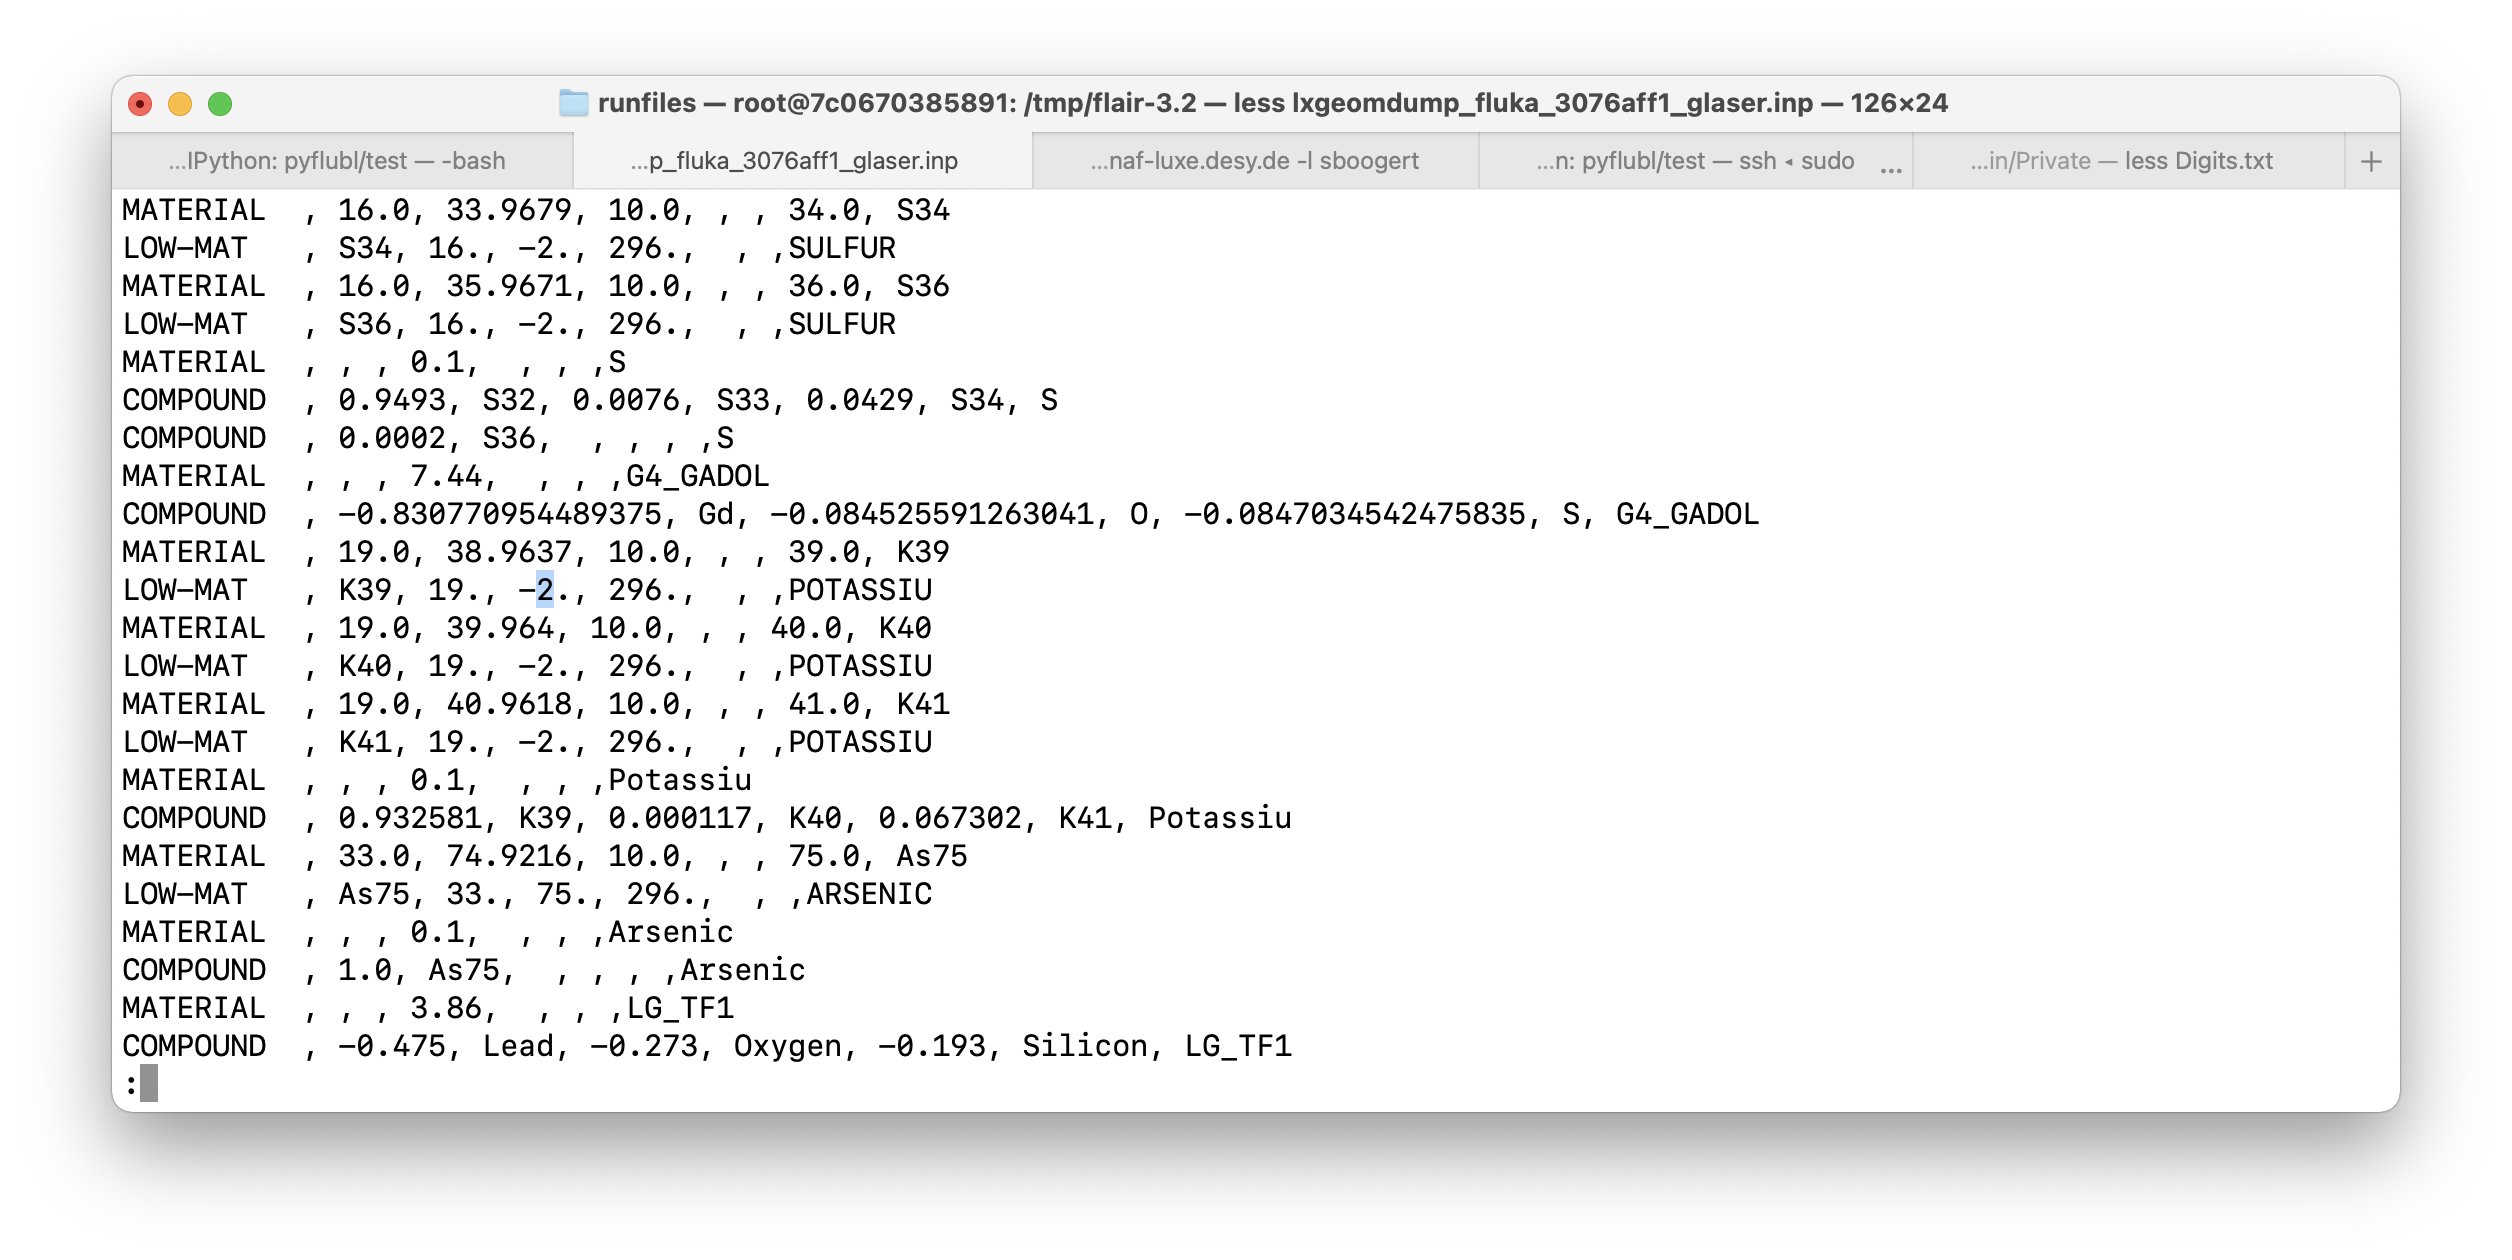 runfiles — root@7c0670385891: /tmp/flair-3.2 — less lxgeomdump_fluka_3076aff1_glaser.inp — 126×24
...IPython: pyflubl/test — -bash
...p_fluka_3076aff1_glaser.inp
...naf-luxe.desy.de -l sboogert
...n: pyflubl/test — ssh ◂ sudo ...
...in/Private — less Digits.txt
+
MATERIAL  , 16.0, 33.9679, 10.0, , , 34.0, S34
LOW-MAT   , S34, 16., -2., 296.,  , ,SULFUR
MATERIAL  , 16.0, 35.9671, 10.0, , , 36.0, S36
LOW-MAT   , S36, 16., -2., 296.,  , ,SULFUR
MATERIAL  , , , 0.1,  , , ,S
COMPOUND  , 0.9493, S32, 0.0076, S33, 0.0429, S34, S
COMPOUND  , 0.0002, S36,  , , , ,S
MATERIAL  , , , 7.44,  , , ,G4_GADOL
COMPOUND  , -0.830770954489375, Gd, -0.084525591263041, O, -0.0847034542475835, S, G4_GADOL
MATERIAL  , 19.0, 38.9637, 10.0, , , 39.0, K39
LOW-MAT   , K39, 19., -2., 296.,  , ,POTASSIU
MATERIAL  , 19.0, 39.964, 10.0, , , 40.0, K40
LOW-MAT   , K40, 19., -2., 296.,  , ,POTASSIU
MATERIAL  , 19.0, 40.9618, 10.0, , , 41.0, K41
LOW-MAT   , K41, 19., -2., 296.,  , ,POTASSIU
MATERIAL  , , , 0.1,  , , ,Potassiu
COMPOUND  , 0.932581, K39, 0.000117, K40, 0.067302, K41, Potassiu
MATERIAL  , 33.0, 74.9216, 10.0, , , 75.0, As75
LOW-MAT   , As75, 33., 75., 296.,  , ,ARSENIC
MATERIAL  , , , 0.1,  , , ,Arsenic
COMPOUND  , 1.0, As75,  , , , ,Arsenic
MATERIAL  , , , 3.86,  , , ,LG_TF1
COMPOUND  , -0.475, Lead, -0.273, Oxygen, -0.193, Silicon, LG_TF1
: